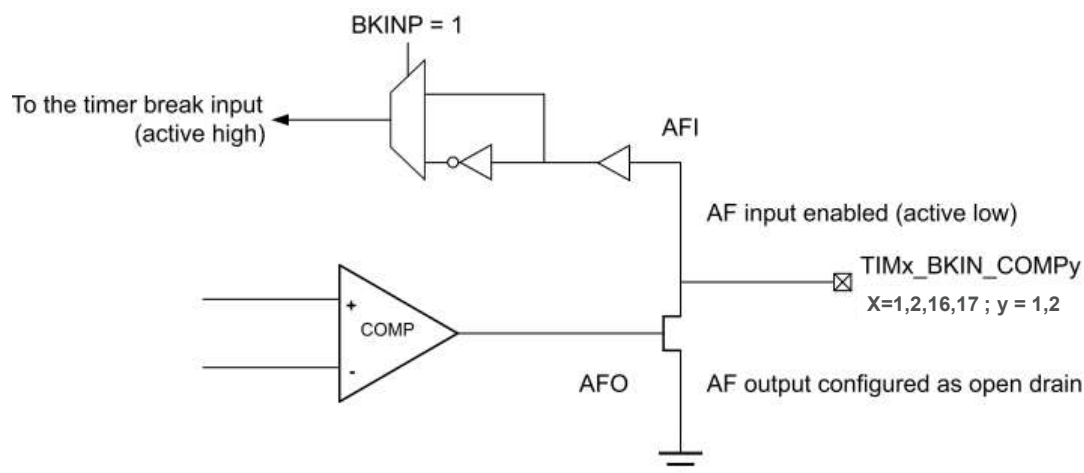 BKINP = 1
To the timer break input
(active high)
AFI
AF input enabled (active low)
TIMx_BKIN_COMPy
X=1,2,16,17 ; y = 1,2
+
COMP
-
AFO
AF output configured as open drain